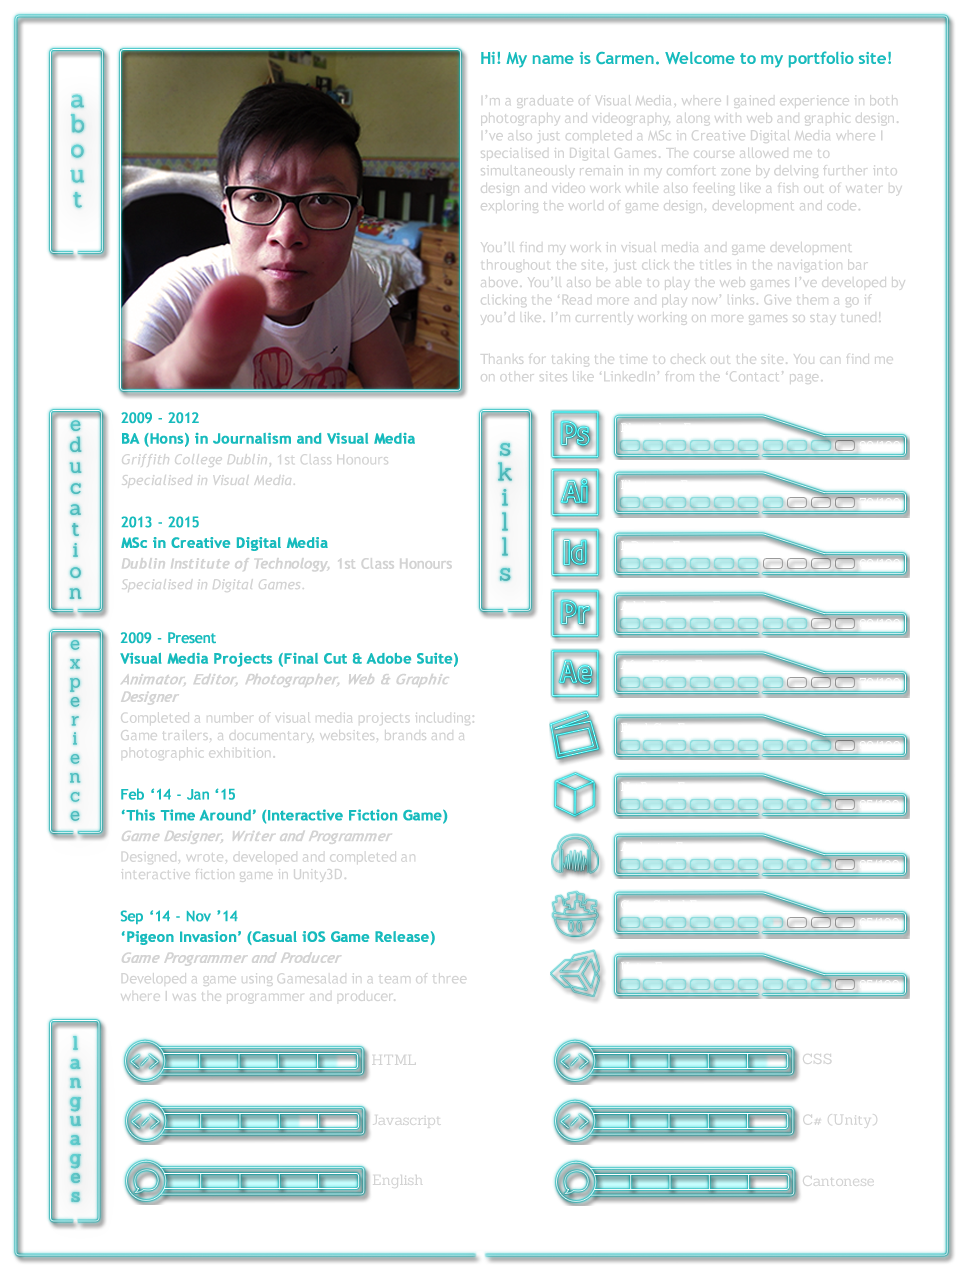 about
Hi! My name is Carmen. Welcome to my portfolio site!
I'm a graduate of Visual Media, where I gained experience in both
photography and videography, along with web and graphic design.
I've also just completed a MSc in Creative Digital Media where I
specialised in Digital Games. The course allowed me to
simultaneously remain in my comfort zone by delving further into
design and video work while also feeling like a fish out of water by
exploring the world of game design, development and code.
You'll find my work in visual media and game development
throughout the site, just click the titles in the navigation bar
above. You'll also be able to play the web games I've developed by
clicking the ‘Read more and play now’ links. Give them a go if
you'd like. I'm currently working on more games so stay tuned!
Thanks for taking the time to check out the site. You can find me
on other sites like ‘LinkedIn’ from the ‘Contact’ page.
education
2009 - 2012
BA (Hons) in Journalism and Visual Media
Griffith College Dublin, 1st Class Honours
Specialised in Visual Media.
2013 - 2015
MSc in Creative Digital Media
Dublin Institute of Technology, 1st Class Honours
Specialised in Digital Games.
experience
2009 - Present
Visual Media Projects (Final Cut & Adobe Suite)
Animator, Editor, Photographer, Web & Graphic
Designer
Completed a number of visual media projects including:
Game trailers, a documentary, websites, brands and a
photographic exhibition.
Feb ‘14 - Jan ‘15
‘This Time Around’ (Interactive Fiction Game)
Game Designer, Writer and Programmer
Designed, wrote, developed and completed an
interactive fiction game in Unity3D.
Sep ‘14 - Nov ’14
‘Pigeon Invasion’ (Casual iOS Game Release)
Game Programmer and Producer
Developed a game using Gamesalad in a team of three
where I was the programmer and producer.
skills
Ps
Ai
Id
Pr
Ae
languages
HTML
CSS
Javascript
C# (Unity)
English
Cantonese